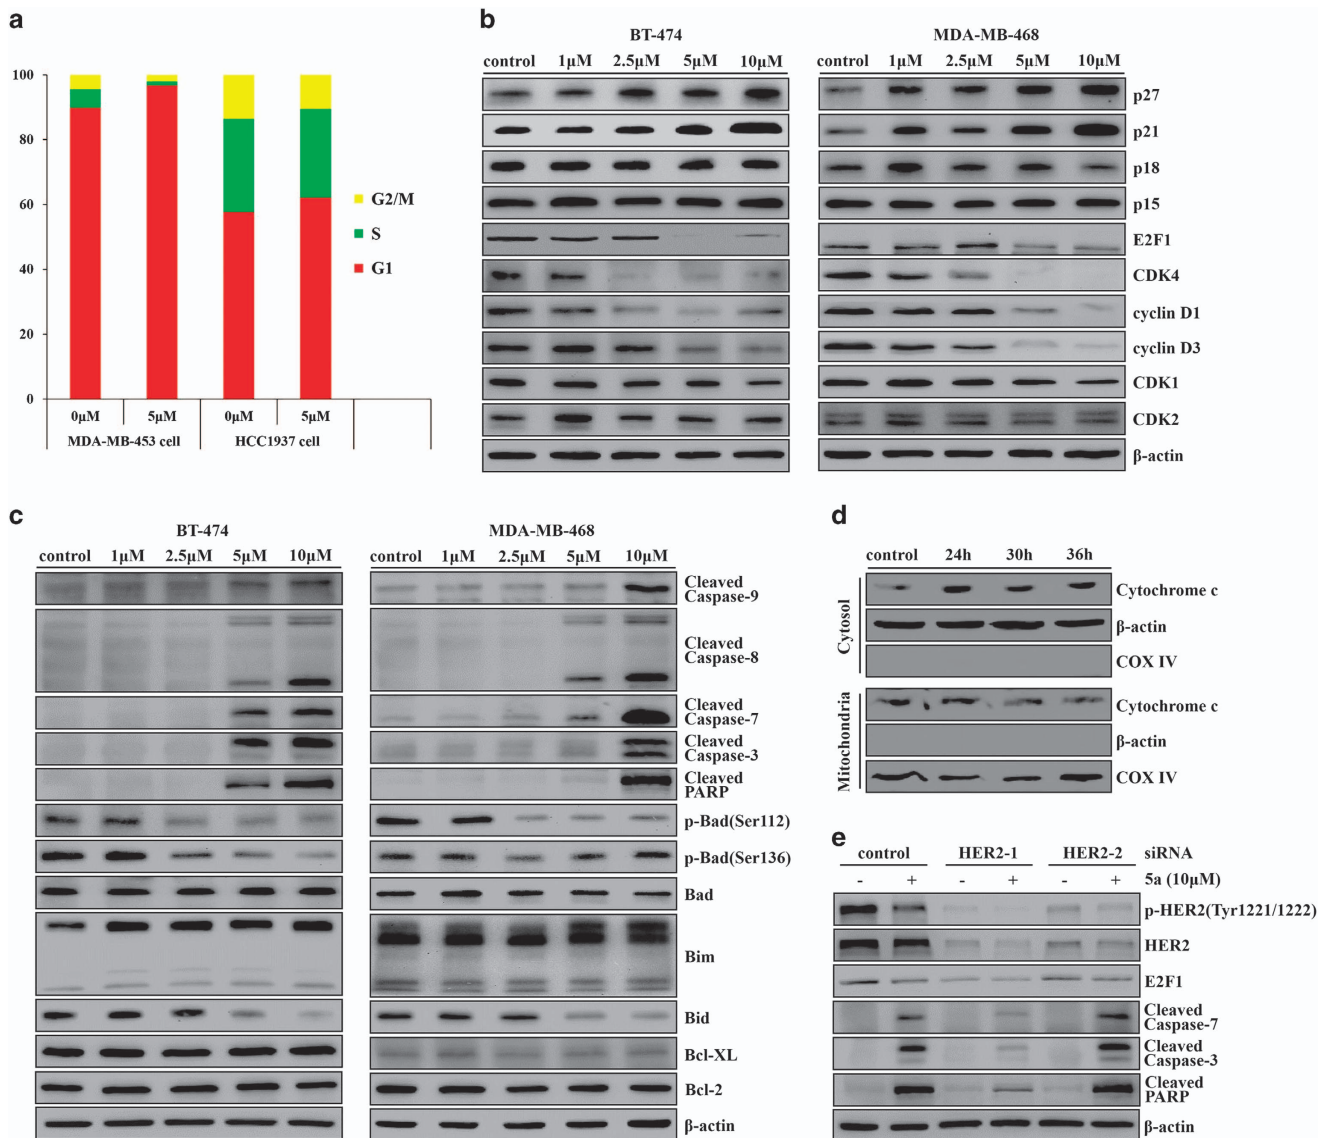 a
100
80
60
40
20
0
G2/M
S
G1
0μM 5μM 0μM 5μM
MDA-MB-453 cell HCC1937 cell
b
BT-474 MDA-MB-468
control 1μM 2.5μM 5μM 10μM control 1μM 2.5μM 5μM 10μM
p27
p21
p18
p15
E2F1
CDK4
cyclin D1
cyclin D3
CDK1
CDK2
β-actin
c
BT-474 MDA-MB-468
control 1μM 2.5μM 5μM 10μM control 1μM 2.5μM 5μM 10μM
Cleaved
Caspase-9
Cleaved
Caspase-8
Cleaved
Caspase-7
Cleaved
Caspase-3
Cleaved
PARP
p-Bad(Ser112)
p-Bad(Ser136)
Bad
Bim
Bid
Bcl-XL
Bcl-2
β-actin
d
control 24h 30h 36h
Cytosol
Cytochrome c
β-actin
COX IV
Mitochondria
Cytochrome c
β-actin
COX IV
e
control HER2-1 HER2-2 siRNA
- + - + - + 5a (10μM)
p-HER2(Tyr1221/1222)
HER2
E2F1
Cleaved
Caspase-7
Cleaved
Caspase-3
Cleaved
PARP
β-actin